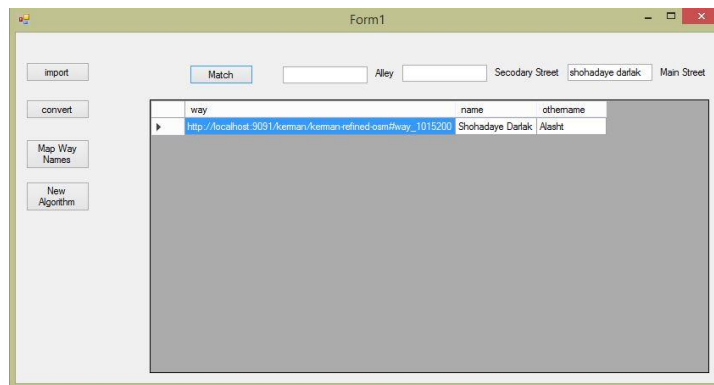 Form1
import
Match
Alley
Secodary Street
shohadaye darlak
Main Street
convert
way name othername
http://localhost:9091/kerman/kerman-refined-osm#way_1015200 Shohadaye Darlak Alasht
Map Way
Names
New
Algorithm